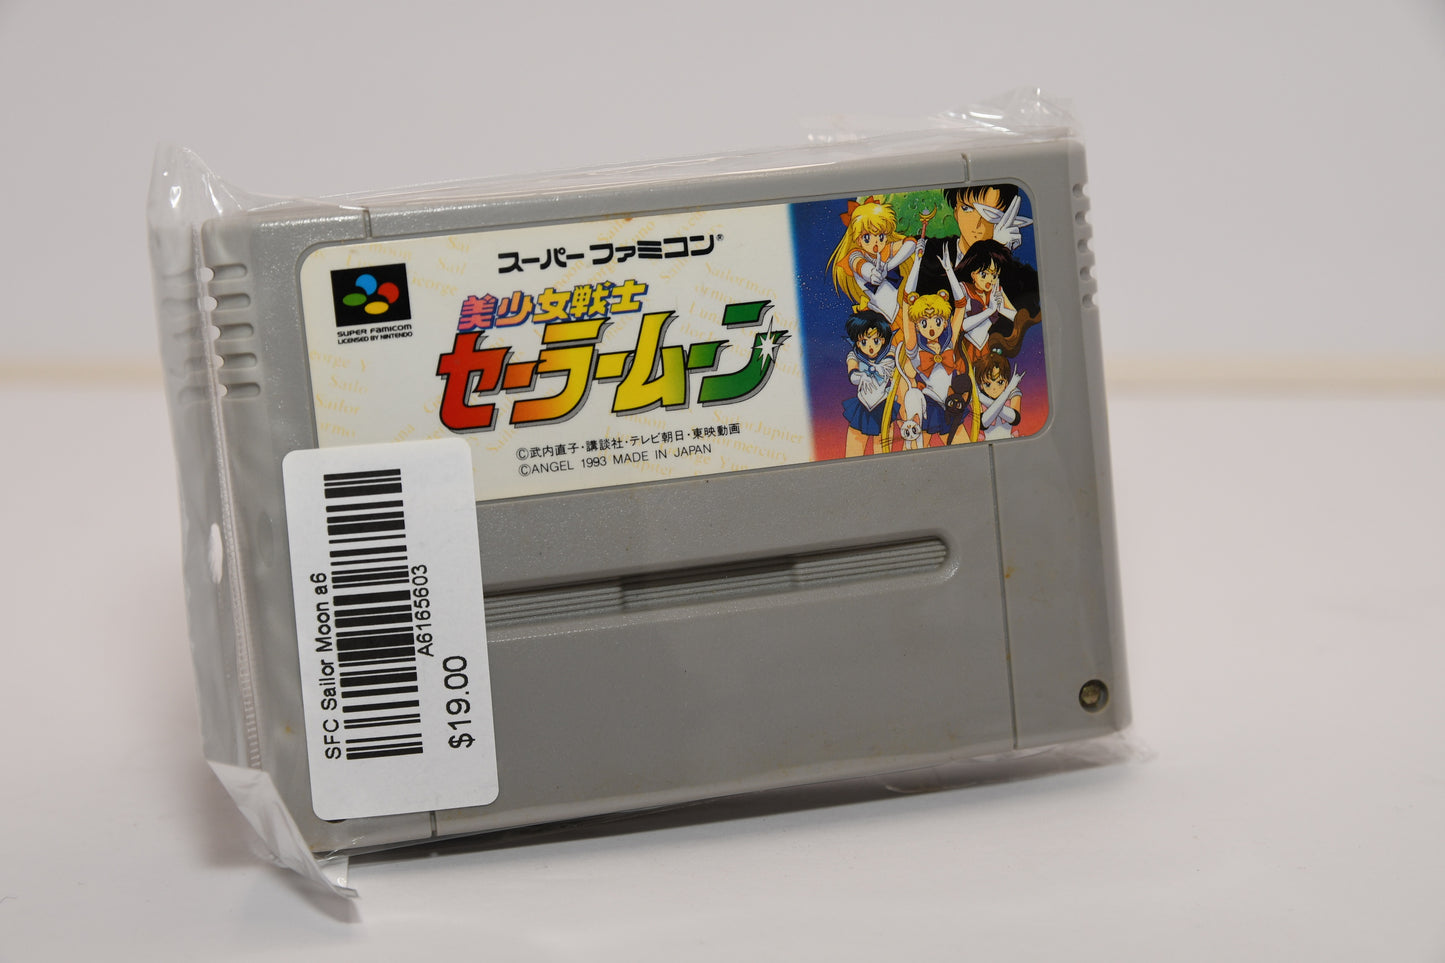 スーパーファミコン®
美少女戦士
セーラームーン
SUPER FAMICOM
LICENSED BY NINTENDO
©武内直子・講談社・テレビ朝日・東映動画
©ANGEL 1993 MADE IN JAPAN
SFC Sailor Moon a6
A6165603
$19.00